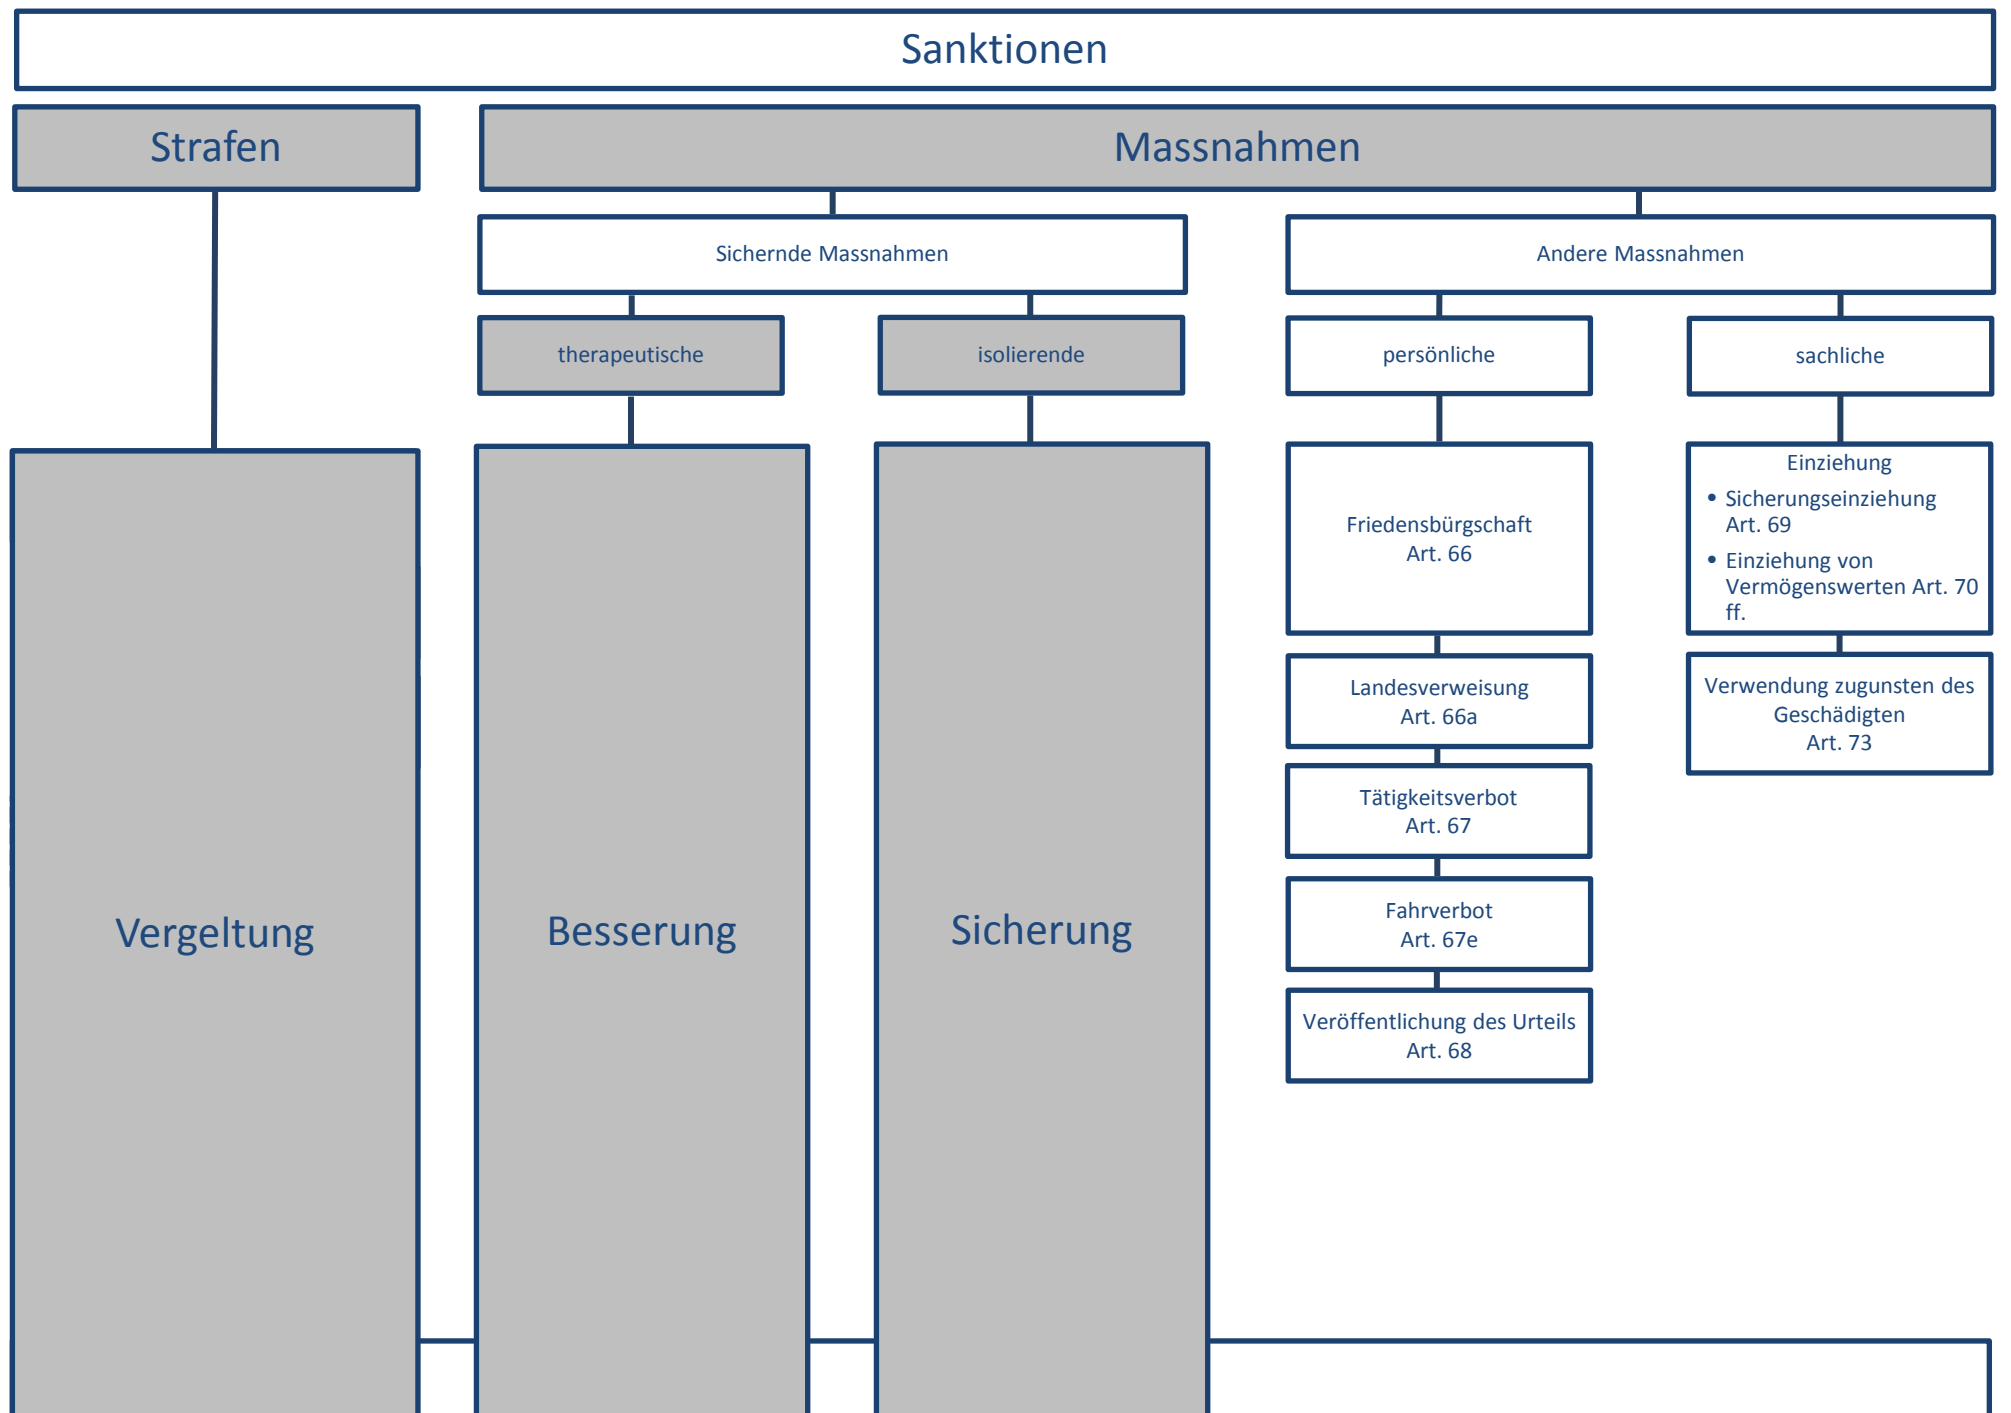 Sanktionen
Strafen
Massnahmen
Sichernde Massnahmen
Andere Massnahmen
therapeutische
isolierende
persönliche
sachliche
Vergeltung
Besserung
Sicherung
Friedensbürgschaft
Art. 66
Landesverweisung
Art. 66a
Tätigkeitsverbot
Art. 67
Fahrverbot
Art. 67e
Veröffentlichung des Urteils
Art. 68
Einziehung
• Sicherungseinziehung
Art. 69
• Einziehung von
Vermögenswerten Art. 70
ff.
Verwendung zugunsten des
Geschädigten
Art. 73